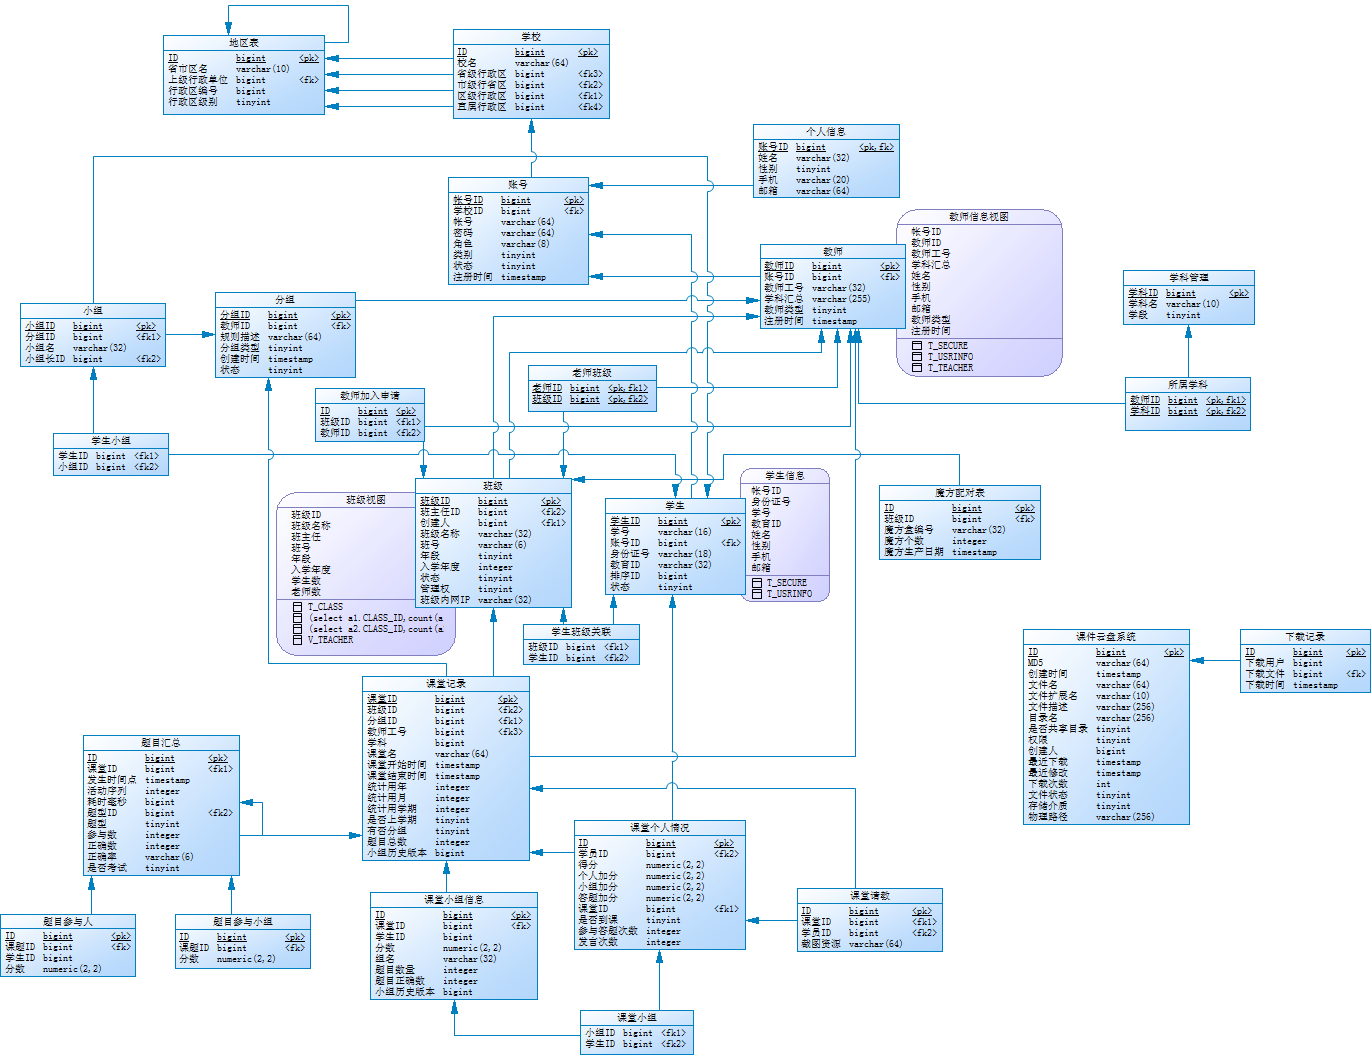 地区表
ID bigint <pk>
省市区名 varchar(10)
上级行政单位 bigint <fk>
行政区编号 bigint
行政区级别 tinyint
学校
ID bigint <pk>
校名 varchar(64)
省级行政区 bigint <fk3>
市级行省区 bigint <fk2>
区级行政区 bigint <fk1>
直属行政区 bigint <fk4>
个人信息
账号ID bigint <pk,fk>
姓名 varchar(32)
性别 tinyint
手机 varchar(20)
邮箱 varchar(64)
账号
帐号ID bigint <pk>
学校ID bigint <fk>
帐号 varchar(64)
密码 varchar(64)
角色 varchar(8)
类别 tinyint
状态 tinyint
注册时间 timestamp
教师信息视图
帐号ID
教师ID
教师工号
学科汇总
姓名
性别
手机
邮箱
教师类型
注册时间
T_SECURE
T_USRINFO
T_TEACHER
教师
教师ID bigint <pk>
账号ID bigint <fk>
教师工号 varchar(32)
学科汇总 varchar(255)
教师类型 tinyint
注册时间 timestamp
学科管理
学科ID bigint <pk>
学科名 varchar(10)
学段 tinyint
小组
小组ID bigint <pk>
分组ID bigint <fk1>
小组名 varchar(32)
小组长ID bigint <fk2>
分组
分组ID bigint <pk>
教师ID bigint <fk>
规则描述 varchar(64)
分组类型 tinyint
创建时间 timestamp
状态 tinyint
老师班级
老师ID bigint <pk,fk1>
班级ID bigint <pk,fk2>
所属学科
教师ID bigint <pk,fk1>
学科ID bigint <pk,fk2>
教师加入申请
ID bigint <pk>
班级ID bigint <fk1>
教师ID bigint <fk2>
学生小组
学生ID bigint <fk1>
小组ID bigint <fk2>
班级视图
班级ID
班级名称
班主任
班号
年段
入学年度
学生数
老师数
T_CLASS
(select a1.CLASS_ID,count(a
(select a2.CLASS_ID,count(a
V_TEACHER
班级
班级ID bigint <pk>
班主任ID bigint <fk2>
创建人 bigint <fk1>
班级名称 varchar(32)
班号 varchar(6)
年段 tinyint
入学年度 integer
状态 tinyint
管理权 tinyint
班级内网IP varchar(32)
学生
学生ID bigint <pk>
学号 varchar(16)
账号ID bigint <fk>
身份证号 varchar(18)
教育ID varchar(32)
排序ID bigint
状态 tinyint
学生信息
帐号ID
身份证号
学号
教育ID
姓名
性别
手机
邮箱
T_SECURE
T_USRINFO
魔方配对表
ID bigint <pk>
班级ID bigint <fk>
魔方盒编号 varchar(32)
魔方个数 integer
魔方生产日期 timestamp
学生班级关联
班级ID bigint <fk1>
学生ID bigint <fk2>
课件云盘系统
ID bigint <pk>
MD5 varchar(64)
创建时间 timestamp
文件名 varchar(64)
文件扩展名 varchar(10)
文件描述 varchar(256)
目录名 varchar(256)
是否共享目录 tinyint
权限 tinyint
创建人 bigint
最近下载 timestamp
最近修改 timestamp
下载次数 int
文件状态 tinyint
存储介质 tinyint
物理路径 varchar(256)
下载记录
ID bigint <pk>
下载用户 bigint
下载文件 bigint <fk>
下载时间 timestamp
课堂记录
课堂ID bigint <pk>
班级ID bigint <fk2>
分组ID bigint <fk1>
教师工号 bigint <fk3>
学科 bigint
课堂名 varchar(64)
课堂开始时间 timestamp
课堂结束时间 timestamp
统计用年 integer
统计用月 integer
统计用学期 integer
是否上学期 tinyint
有否分组 tinyint
题目总数 integer
小组历史版本 bigint
题目汇总
ID bigint <pk>
课堂ID bigint <fk1>
发生时间点 timestamp
活动序列 integer
耗时毫秒 bigint
题型ID bigint <fk2>
题型 tinyint
参与数 integer
正确数 integer
正确率 varchar(6)
是否考试 tinyint
课堂个人情况
ID bigint <pk>
学员ID bigint <fk2>
得分 numeric(2,2)
个人加分 numeric(2,2)
小组加分 numeric(2,2)
答题加分 numeric(2,2)
课堂ID bigint <fk1>
是否到课 tinyint
参与答题次数 integer
发言次数 integer
课堂请教
ID bigint <pk>
课堂ID bigint <fk1>
学员ID bigint <fk2>
截图资源 varchar(64)
课堂小组信息
ID bigint <pk>
课堂ID bigint <fk>
学生ID bigint
分数 numeric(2,2)
组名 varchar(32)
题目数量 integer
题目正确数 integer
小组历史版本 bigint
题目参与人
ID bigint <pk>
课题ID bigint <fk>
学生ID bigint
分数 numeric(2,2)
题目参与小组
ID bigint <pk>
课题ID bigint <fk>
分数 numeric(2,2)
课堂小组
小组ID bigint <fk1>
学生ID bigint <fk2>